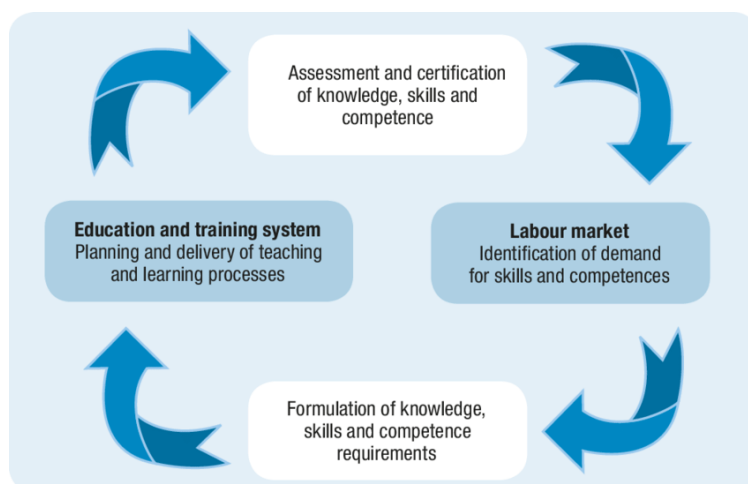 Assessment and certification
of knowledge, skills and
competence
Education and training system
Planning and delivery of teaching
and learning processes
Labour market
Identification of demand
for skills and competences
Formulation of knowledge,
skills and competence
requirements